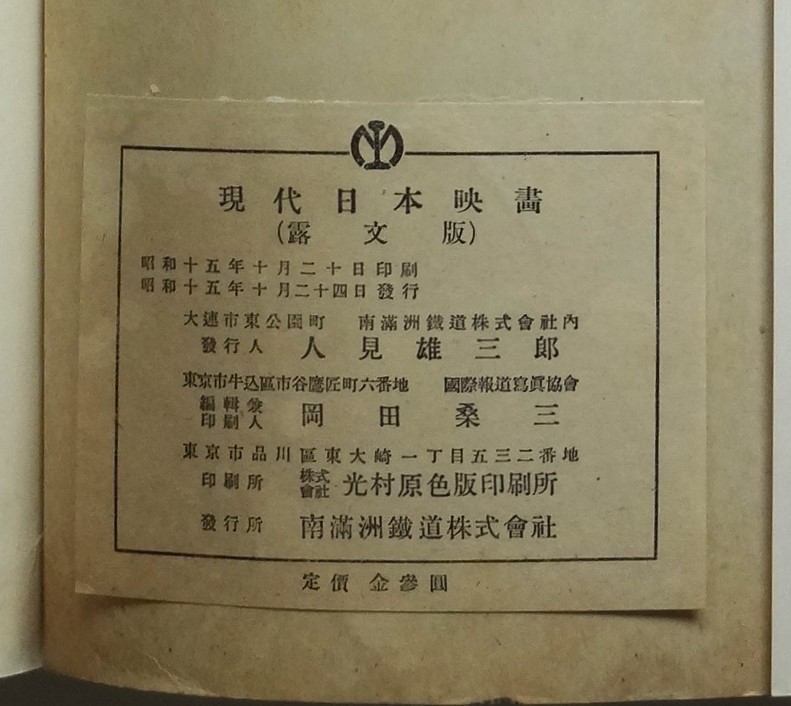 現代日本映畵
(露文版)
昭和十五年十月二十日印刷
昭和十五年十月二十四日發行
大連市東公園町 南滿洲鐵道株式會社內
發行人 人見雄三郎
東京市牛込區市谷鷹匠町六番地 國際報道寫眞協會
編輯兼印刷人 岡田桑三
東京市品川區東大崎一丁目五三二番地
印刷所 株式會社 光村原色版印刷所
發行所 南滿洲鐵道株式會社
定價 金參圓